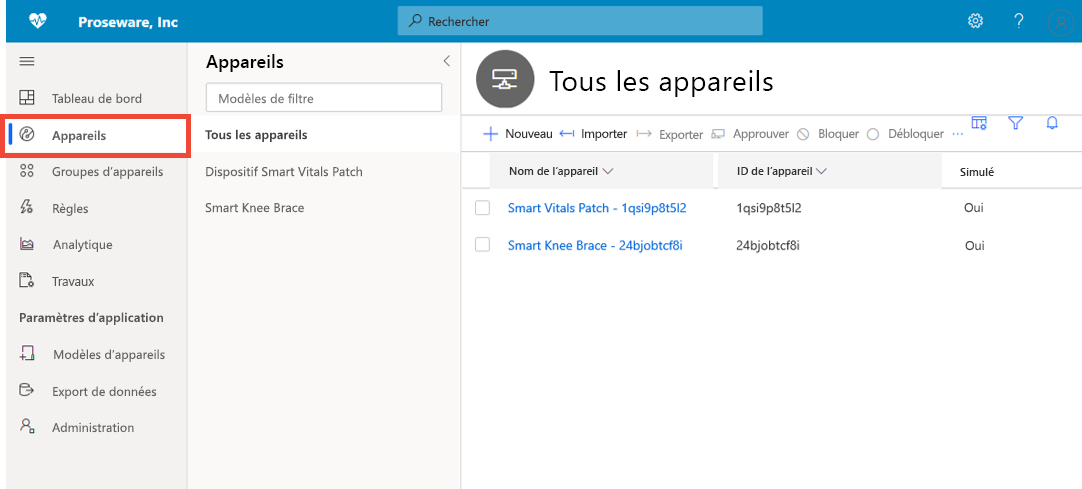 Proseware, Inc
Rechercher
?
Tableau de bord
Appareils
Groupes d'appareils
Règles
Analytique
Travaux
Paramètres d'application
Modèles d'appareils
Export de données
Administration
Appareils
Modèles de filtre
Tous les appareils
Dispositif Smart Vitals Patch
Smart Knee Brace
Tous les appareils
Nouveau Importer Exporter Approuver Bloquer Débloquer ...
Nom de l'appareil ID de l'appareil Simulé
Smart Vitals Patch - 1qsi9p8t5l2 1qsi9p8t5l2 Oui
Smart Knee Brace - 24bjobtcf8i 24bjobtcf8i Oui